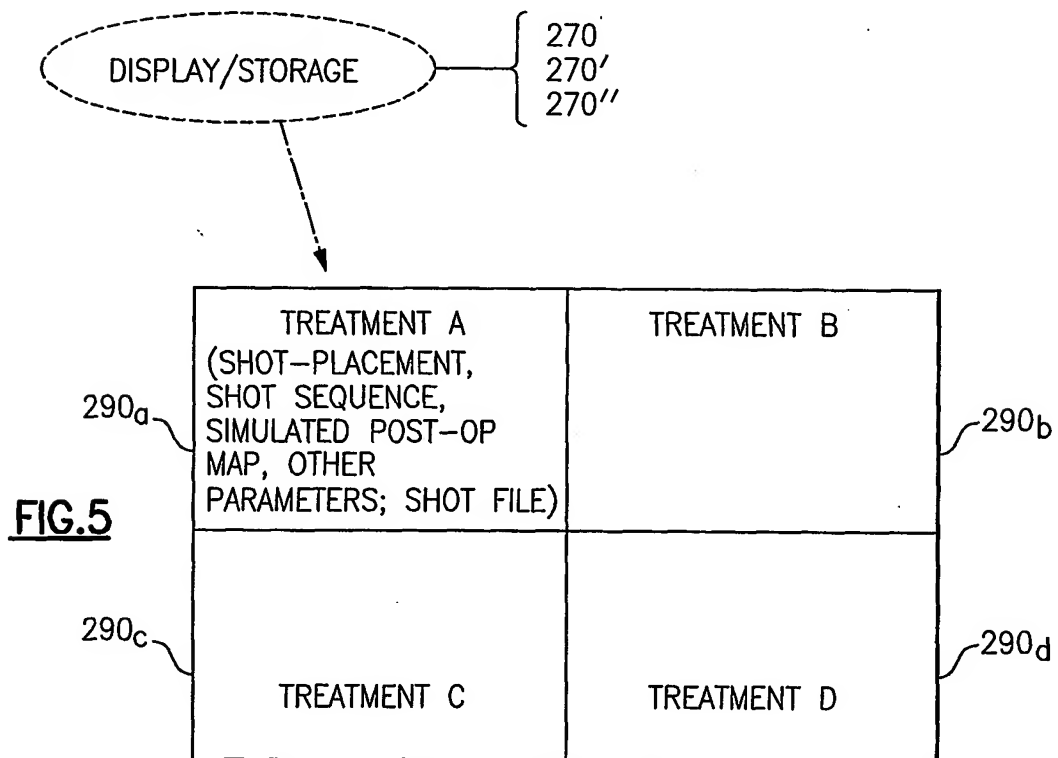 DISPLAY/STORAGE
270
270'
270''
TREATMENT A
(SHOT-PLACEMENT,
SHOT SEQUENCE,
SIMULATED POST-OP
MAP, OTHER
PARAMETERS; SHOT FILE)
TREATMENT B
290a
290b
FIG.5
290c
290d
TREATMENT C
TREATMENT D